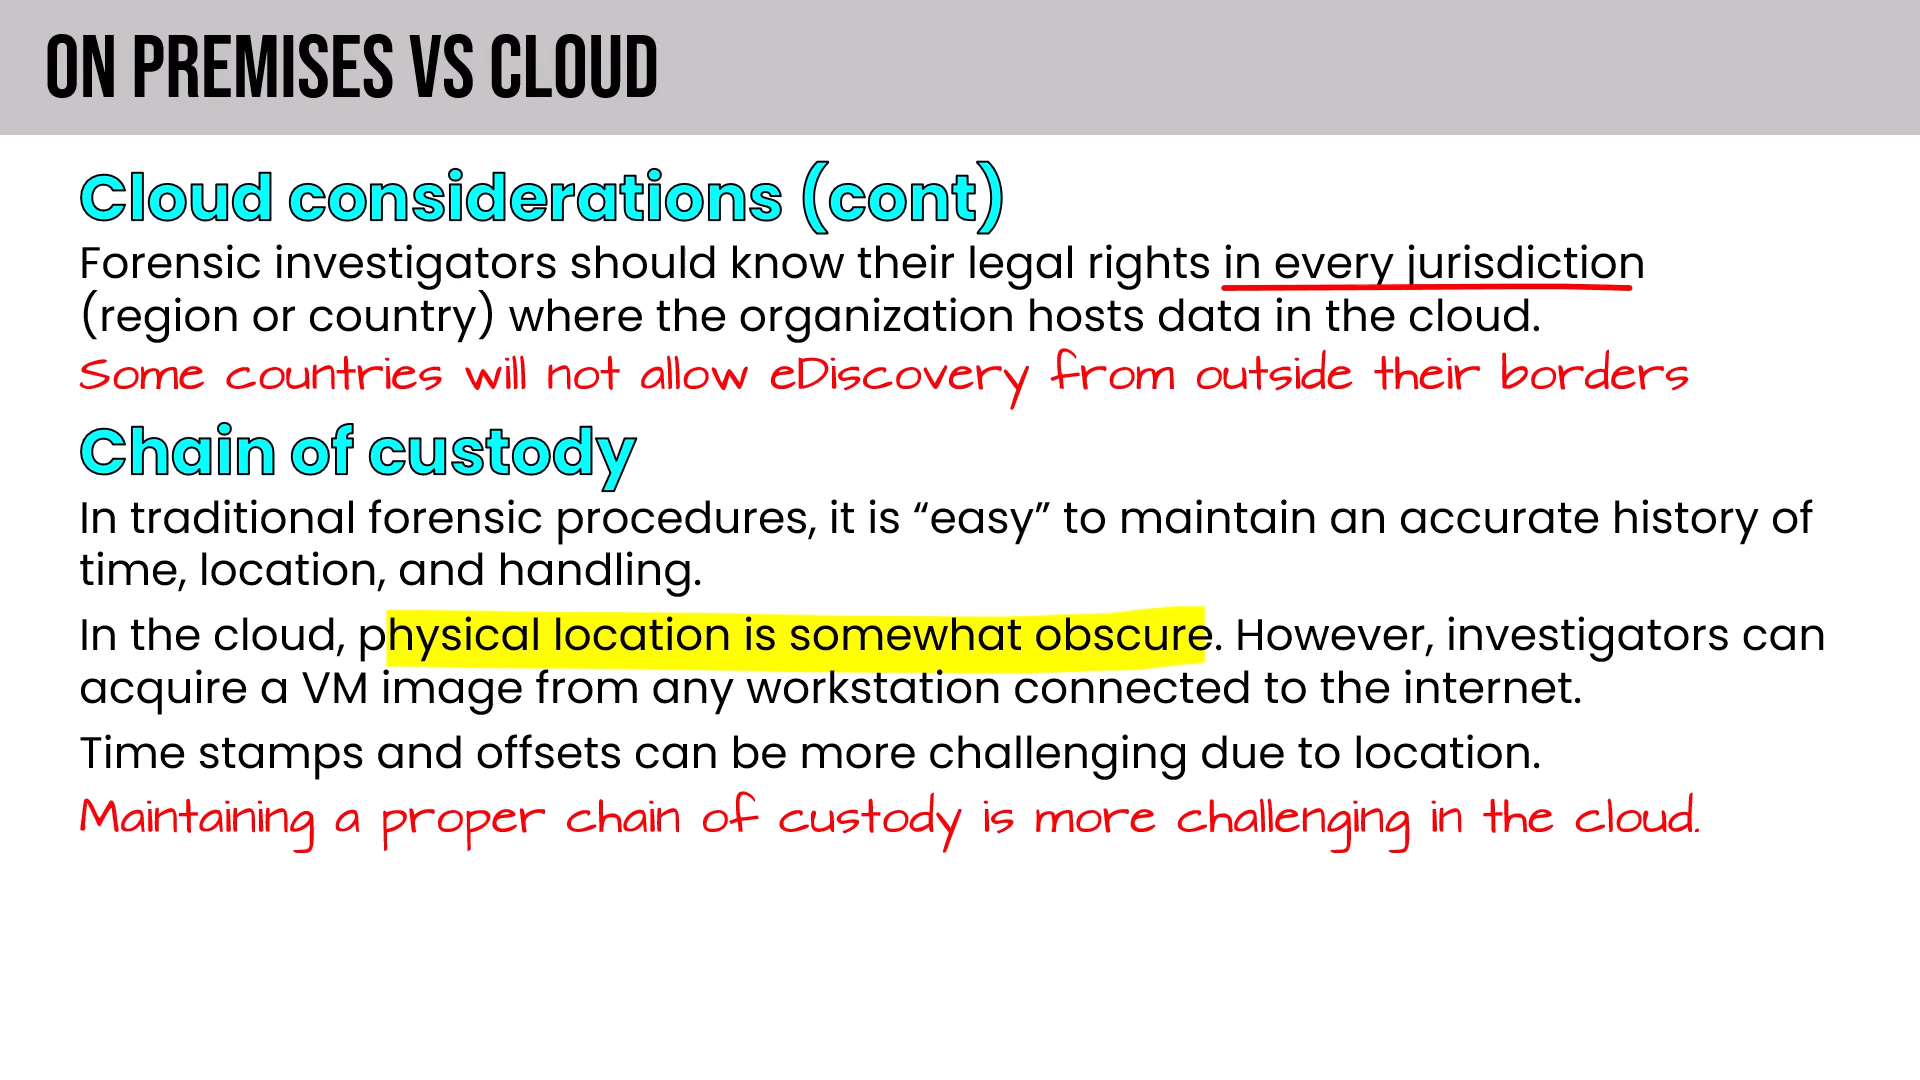 ON PREMISES VS CLOUD
Cloud considerations (cont)
Forensic investigators should know their legal rights in every jurisdiction
(region or country) where the organization hosts data in the cloud.
Some countries will not allow eDiscovery from outside their borders
Chain of custody
In traditional forensic procedures, it is “easy” to maintain an accurate history of
time, location, and handling.
In the cloud, physical location is somewhat obscure. However, investigators can
acquire a VM image from any workstation connected to the internet.
Time stamps and offsets can be more challenging due to location.
Maintaining a proper chain of custody is more challenging in the cloud.